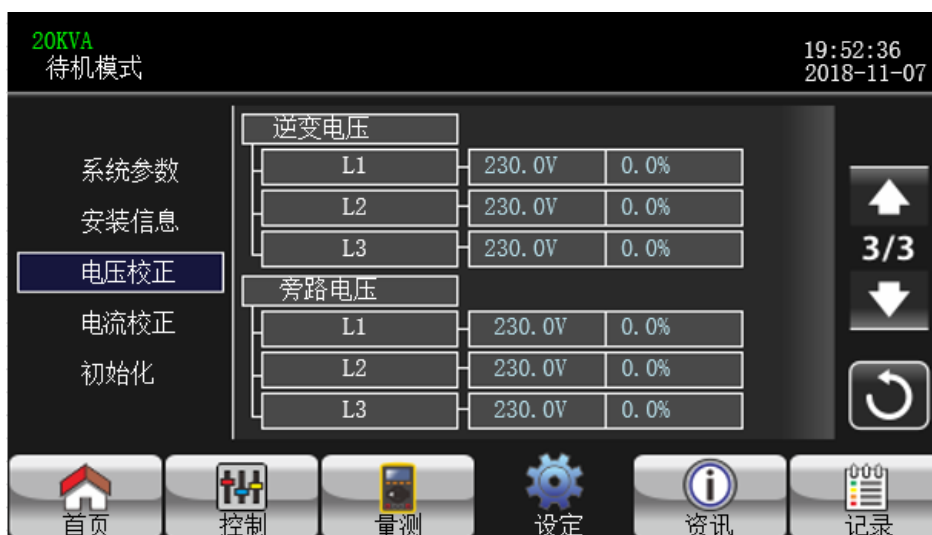 20KVA
待机模式
19:52:36
2018-11-07
系统参数
安装信息
电压校正
电流校正
初始化
逆变电压
L1 230.0V 0.0%
L2 230.0V 0.0%
L3 230.0V 0.0%
旁路电压
L1 230.0V 0.0%
L2 230.0V 0.0%
L3 230.0V 0.0%
3/3
首页 控制 量测 设定 资讯 记录